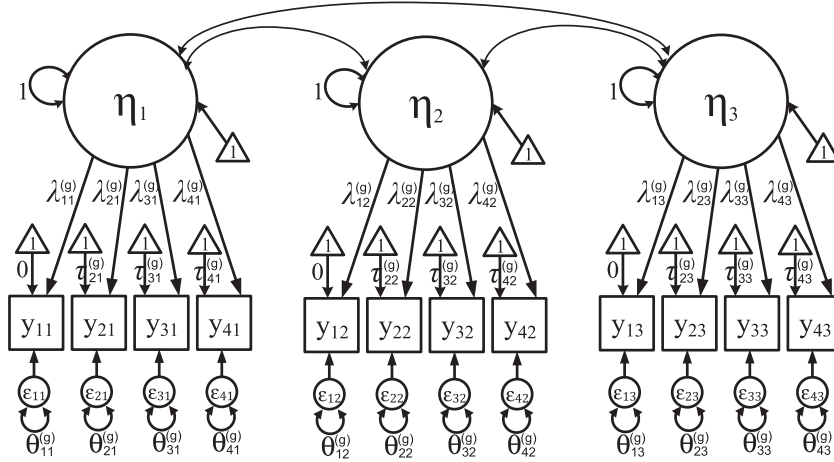 η₁ η₂ η₃
1 1 1
1 1 1
λ₁₁⁽ᵍ⁾ λ₂₁⁽ᵍ⁾ λ₃₁⁽ᵍ⁾ λ₄₁⁽ᵍ⁾ λ₁₂⁽ᵍ⁾ λ₂₂⁽ᵍ⁾ λ₃₂⁽ᵍ⁾ λ₄₂⁽ᵍ⁾ λ₁₃⁽ᵍ⁾ λ₂₃⁽ᵍ⁾ λ₃₃⁽ᵍ⁾ λ₄₃⁽ᵍ⁾
1 1 1 1 1 1 1 1 1 1 1 1
0 τ₂₁⁽ᵍ⁾ τ₃₁⁽ᵍ⁾ τ₄₁⁽ᵍ⁾ 0 τ₂₂⁽ᵍ⁾ τ₃₂⁽ᵍ⁾ τ₄₂⁽ᵍ⁾ 0 τ₂₃⁽ᵍ⁾ τ₃₃⁽ᵍ⁾ τ₄₃⁽ᵍ⁾
y₁₁ y₂₁ y₃₁ y₄₁ y₁₂ y₂₂ y₃₂ y₄₂ y₁₃ y₂₃ y₃₃ y₄₃
ε₁₁ ε₂₁ ε₃₁ ε₄₁ ε₁₂ ε₂₂ ε₃₂ ε₄₂ ε₁₃ ε₂₃ ε₃₃ ε₄₃
θ₁₁⁽ᵍ⁾ θ₂₁⁽ᵍ⁾ θ₃₁⁽ᵍ⁾ θ₄₁⁽ᵍ⁾ θ₁₂⁽ᵍ⁾ θ₂₂⁽ᵍ⁾ θ₃₂⁽ᵍ⁾ θ₄₂⁽ᵍ⁾ θ₁₃⁽ᵍ⁾ θ₂₃⁽ᵍ⁾ θ₃₃⁽ᵍ⁾ θ₄₃⁽ᵍ⁾